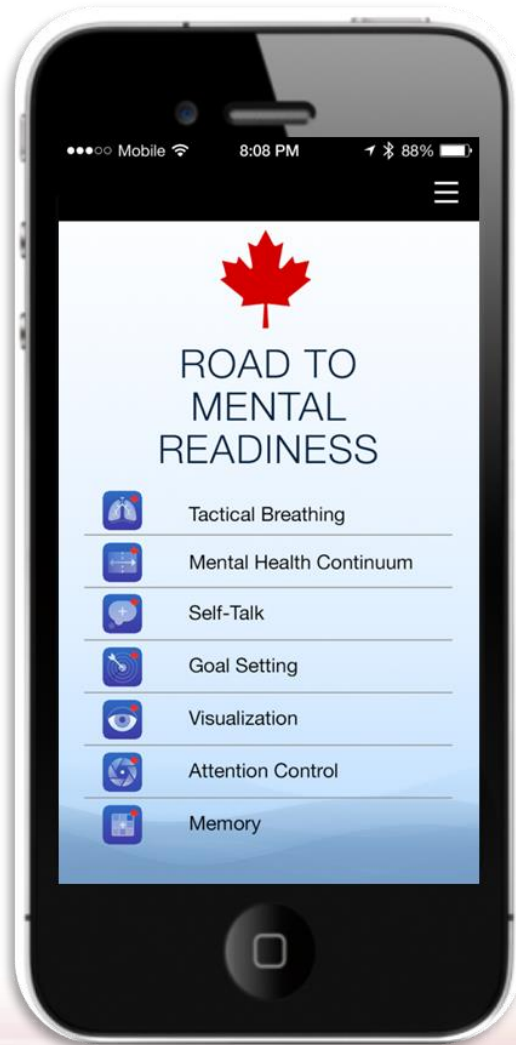 Mobile 8:08 PM 88%
ROAD TO
MENTAL
READINESS
Tactical Breathing
Mental Health Continuum
Self-Talk
Goal Setting
Visualization
Attention Control
Memory